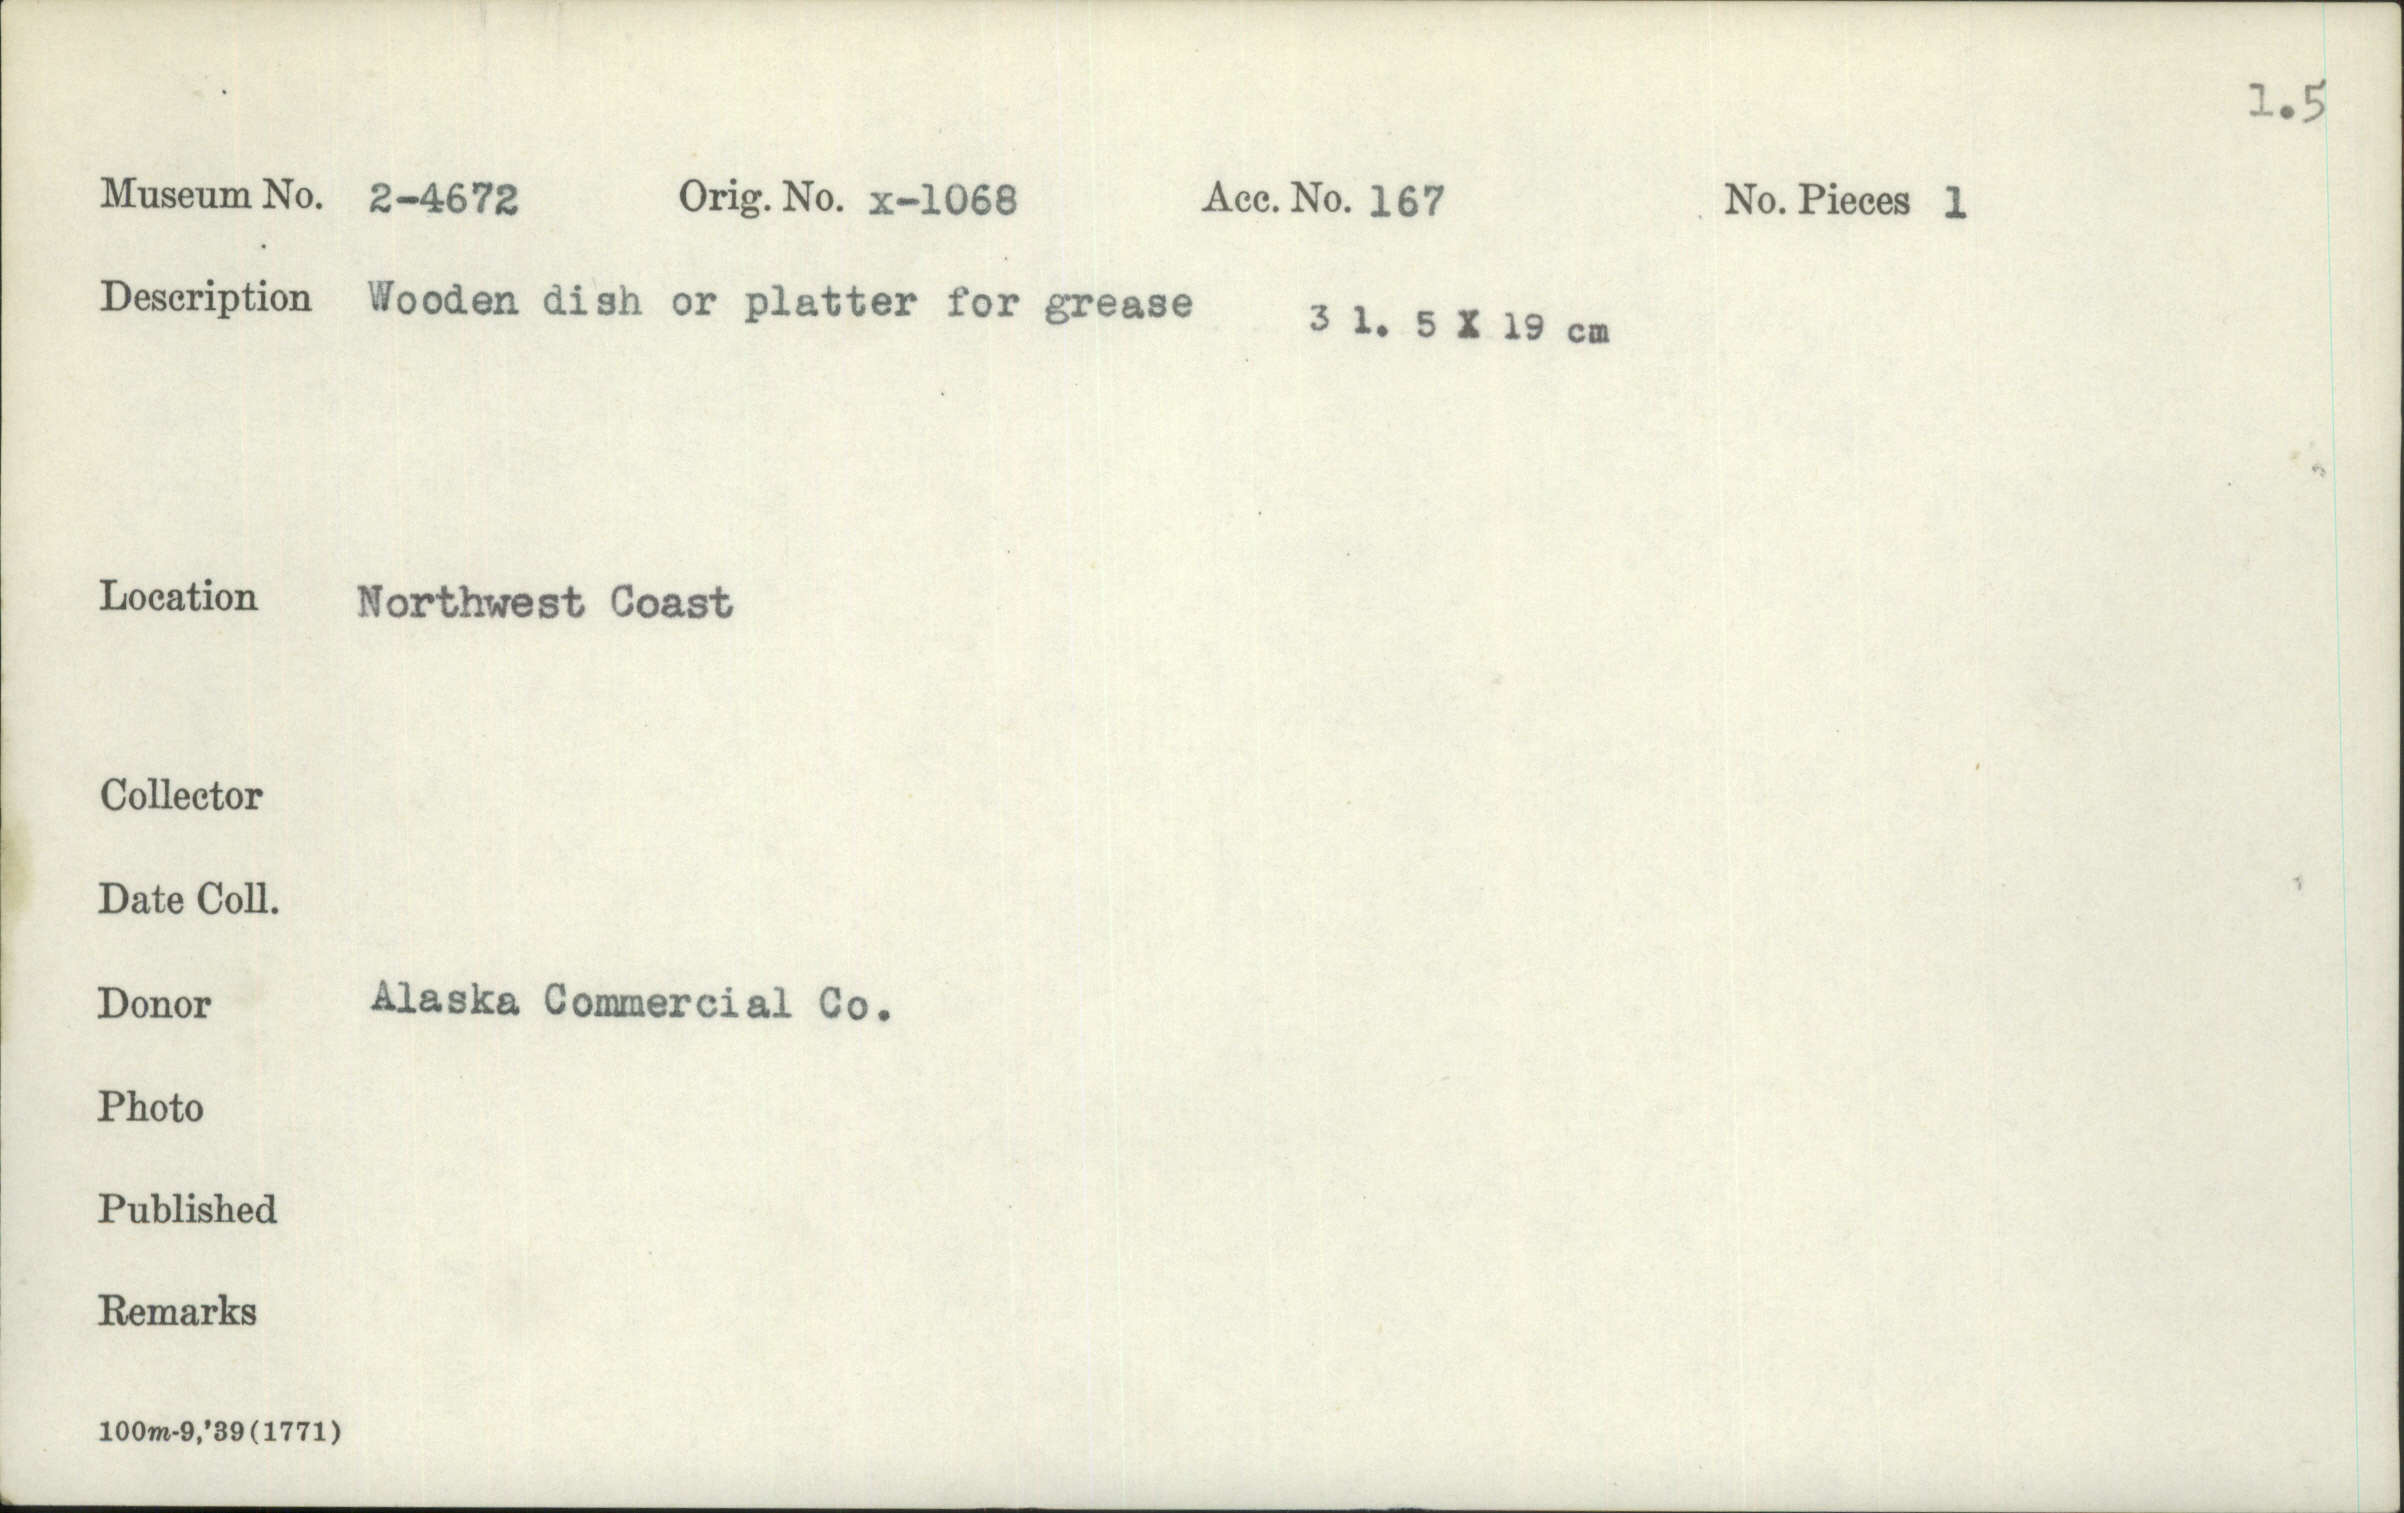 1.5
Museum No. 2-4672 Orig. No. x-1068 Acc. No. 167 No. Pieces 1
Description Wooden dish or platter for grease 3 1. 5 X 19 cm
Location Northwest Coast
Collector
Date Coll.
Donor Alaska Commercial Co.
Photo
Published
Remarks
100m-9,'39(1771)